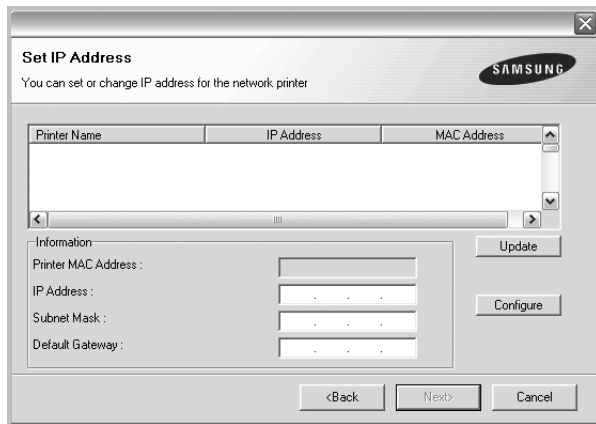 Set IP Address
You can set or change IP address for the network printer
SAMSUNG
Printer Name IP Address MAC Address
Information
Update
Printer MAC Address :
IP Address :
Configure
Subnet Mask :
Default Gateway :
<Back Next> Cancel